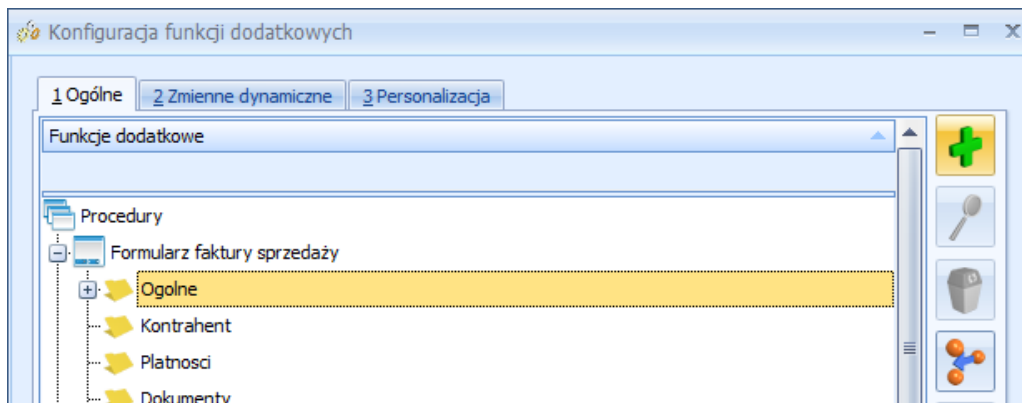 Konfiguracja funkcji dodatkowych
1 Ogólne 2 Zmienne dynamiczne 3 Personalizacja
Funkcje dodatkowe
Procedury
Formularz faktury sprzedaży
Ogolne
Kontrahent
Platnosci
Dokumenty